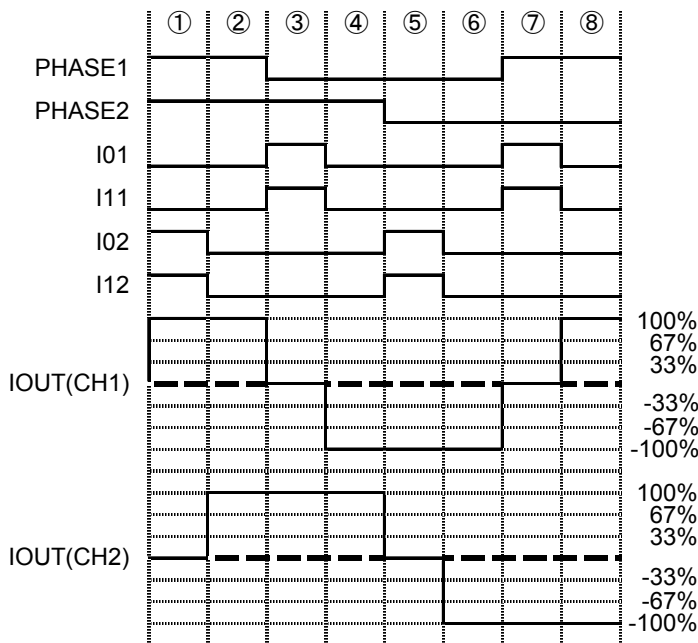 ① ② ③ ④ ⑤ ⑥ ⑦ ⑧
PHASE1
PHASE2
I01
I11
I02
I12
100%
67%
33%
IOUT(CH1)
-33%
-67%
-100%
100%
67%
33%
IOUT(CH2)
-33%
-67%
-100%